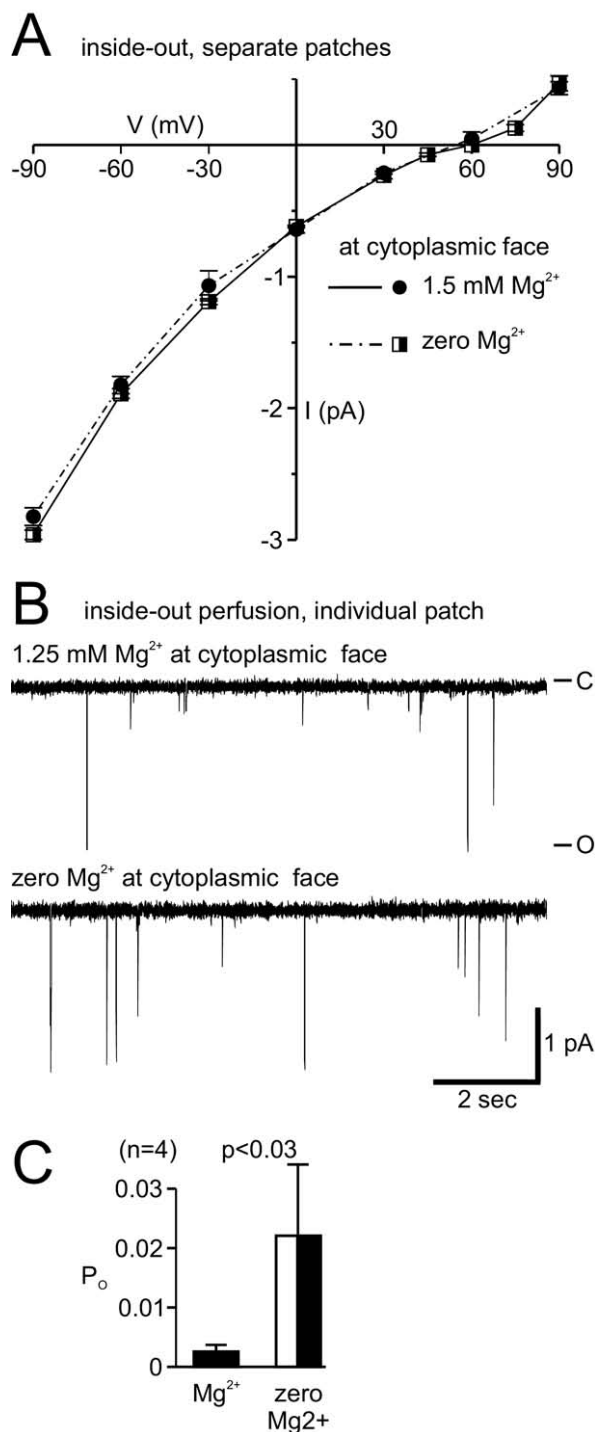 A inside-out, separate patches
V (mV)
30
-90 -60 -30 60 90
at cytoplasmic face
-1
1.5 mM Mg²⁺
zero Mg²⁺
-2
I (pA)
-3
B inside-out perfusion, individual patch
1.25 mM Mg²⁺ at cytoplasmic face
C
O
zero Mg²⁺ at cytoplasmic face
1 pA
2 sec
C (n=4) p<0.03
0.03
0.02
Pₒ
0.01
0
Mg²⁺ zero
Mg2+